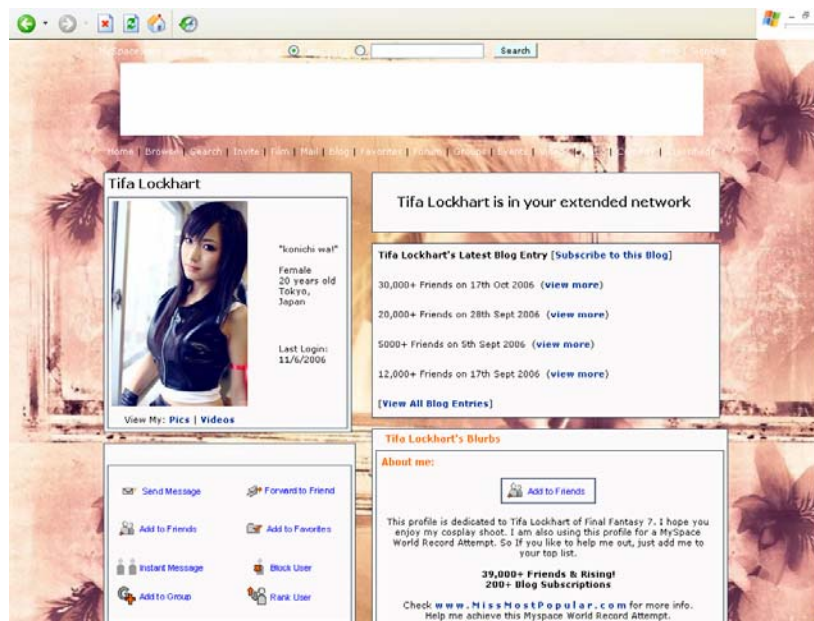 Search
Home | Browse | Search | Invite | Film | Mail | Blog | Favorites | Forum | Groups | Events |
Tifa Lockhart
"konichi wa!"
Female
20 years old
Tokyo,
Japan
Last Login:
11/6/2006
View My: Pics | Videos
Send Message
Forward to Friend
Add to Friends
Add to Favorites
Instant Message
Block User
Add to Group
Rank User
Tifa Lockhart is in your extended network
Tifa Lockhart's Latest Blog Entry [Subscribe to this Blog]
30,000+ Friends on 17th Oct 2006 (view more)
20,000+ Friends on 28th Sept 2006 (view more)
5000+ Friends on 5th Sept 2006 (view more)
12,000+ Friends on 17th Sept 2006 (view more)
[View All Blog Entries]
Tifa Lockhart's Blurbs
About me:
Add to Friends
This profile is dedicated to Tifa Lockhart of Final Fantasy 7. I hope you
enjoy my cosplay shoot. I am also using this profile for a MySpace
World Record Attempt. So If you like to help me out, just add me to
your top list.
39,000+ Friends & Rising!
200+ Blog Subscriptions
Check www.MissMostPopular.com for more info.
Help me achieve this Myspace World Record Attempt.